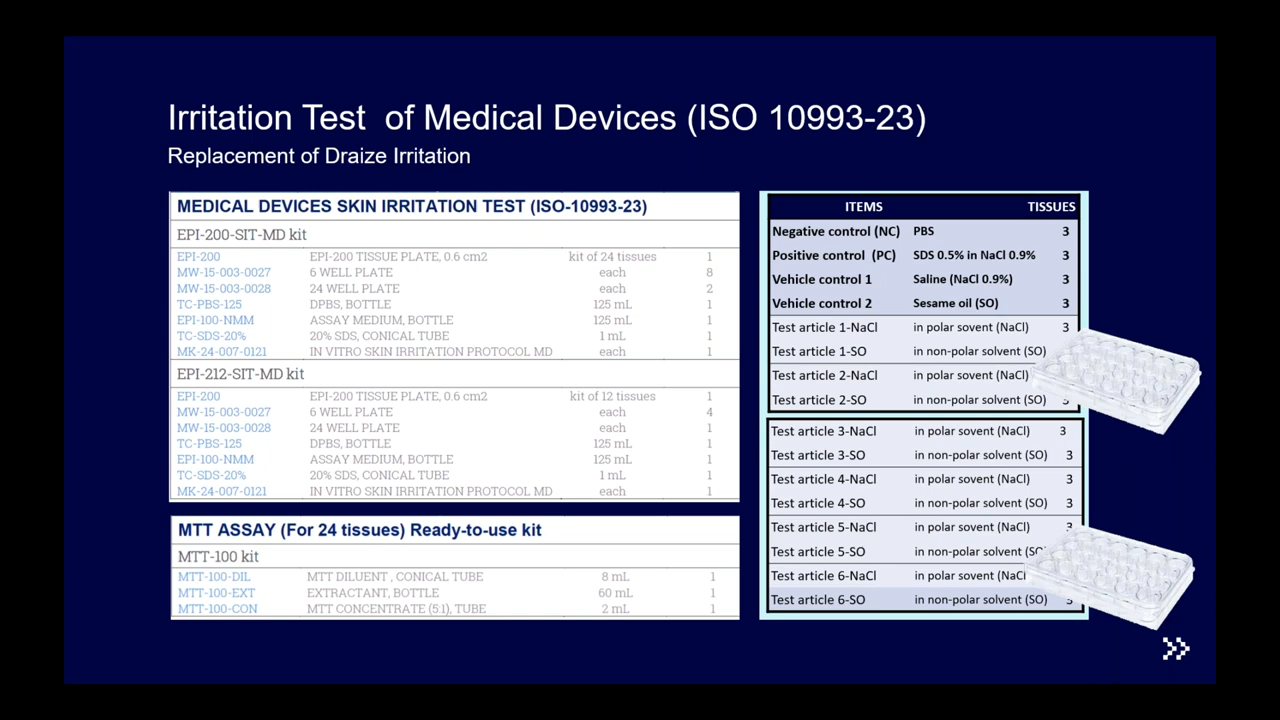 Irritation Test  of Medical Devices (ISO 10993-23)
Replacement of Draize Irritation
MEDICAL DEVICES SKIN IRRITATION TEST (ISO-10993-23)
EPI-200-SIT-MD kit
EPI-200 EPI-200 TISSUE PLATE, 0.6 cm2 kit of 24 tissues 1
MW-15-003-0027 6 WELL PLATE each 8
MW-15-003-0028 24 WELL PLATE each 2
TC-PBS-125 DPBS, BOTTLE 125 mL 1
EPI-100-NMM ASSAY MEDIUM, BOTTLE 125 mL 1
TC-SDS-20% 20% SDS, CONICAL TUBE 1 mL 1
MK-24-007-0121 IN VITRO SKIN IRRITATION PROTOCOL MD each 1
EPI-212-SIT-MD kit
EPI-200 EPI-200 TISSUE PLATE, 0.6 cm2 kit of 12 tissues 1
MW-15-003-0027 6 WELL PLATE each 4
MW-15-003-0028 24 WELL PLATE each 1
TC-PBS-125 DPBS, BOTTLE 125 mL 1
EPI-100-NMM ASSAY MEDIUM, BOTTLE 125 mL 1
TC-SDS-20% 20% SDS, CONICAL TUBE 1 mL 1
MK-24-007-0121 IN VITRO SKIN IRRITATION PROTOCOL MD each 1
MTT ASSAY (For 24 tissues) Ready-to-use kit
MTT-100 kit
MTT-100-DIL MTT DILUENT , CONICAL TUBE 8 mL 1
MTT-100-EXT EXTRACTANT, BOTTLE 60 mL 1
MTT-100-CON MTT CONCENTRATE (5:1), TUBE 2 mL 1
ITEMS TISSUES
Negative control (NC) PBS 3
Positive control (PC) SDS 0.5% in NaCl 0.9% 3
Vehicle control 1 Saline (NaCl 0.9%) 3
Vehicle control 2 Sesame oil (SO) 3
Test article 1-NaCl in polar sovent (NaCl) 3
Test article 1-SO in non-polar solvent (SO)
Test article 2-NaCl in polar sovent (NaCl)
Test article 2-SO in non-polar solvent (SO)
Test article 3-NaCl in polar sovent (NaCl) 3
Test article 3-SO in non-polar solvent (SO) 3
Test article 4-NaCl in polar sovent (NaCl) 3
Test article 4-SO in non-polar solvent (SO) 3
Test article 5-NaCl in polar sovent (NaCl) 3
Test article 5-SO in non-polar solvent (SO)
Test article 6-NaCl in polar sovent (NaCl
Test article 6-SO in non-polar solvent (SO) 3